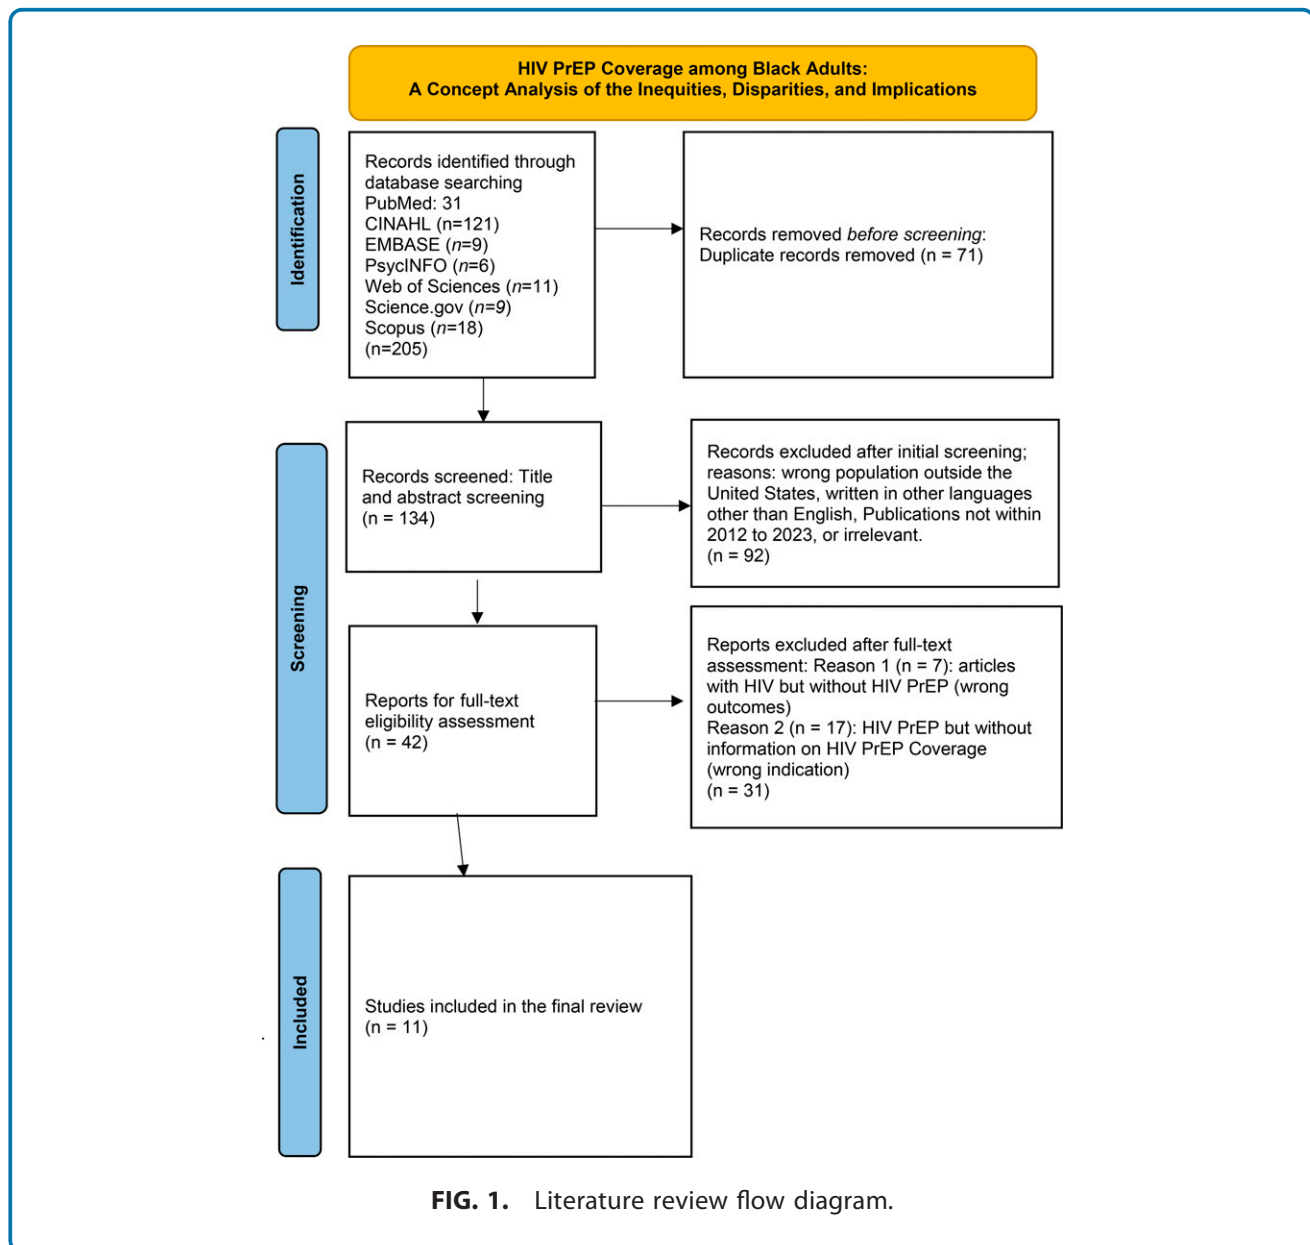 HIV PrEP Coverage among Black Adults:
A Concept Analysis of the Inequities, Disparities, and Implications
Identification
Records identified through
database searching
PubMed: 31
CINAHL (n=121)
EMBASE (n=9)
PsycINFO (n=6)
Web of Sciences (n=11)
Science.gov (n=9)
Scopus (n=18)
(n=205)
Records removed before screening:
Duplicate records removed (n = 71)
Screening
Records screened: Title
and abstract screening
(n = 134)
Records excluded after initial screening;
reasons: wrong population outside the
United States, written in other languages
other than English, Publications not within
2012 to 2023, or irrelevant.
(n = 92)
Reports for full-text
eligibility assessment
(n = 42)
Reports excluded after full-text
assessment: Reason 1 (n = 7): articles
with HIV but without HIV PrEP (wrong
outcomes)
Reason 2 (n = 17): HIV PrEP but without
information on HIV PrEP Coverage
(wrong indication)
(n = 31)
Included
Studies included in the final review
(n = 11)
.
FIG. 1. Literature review flow diagram.